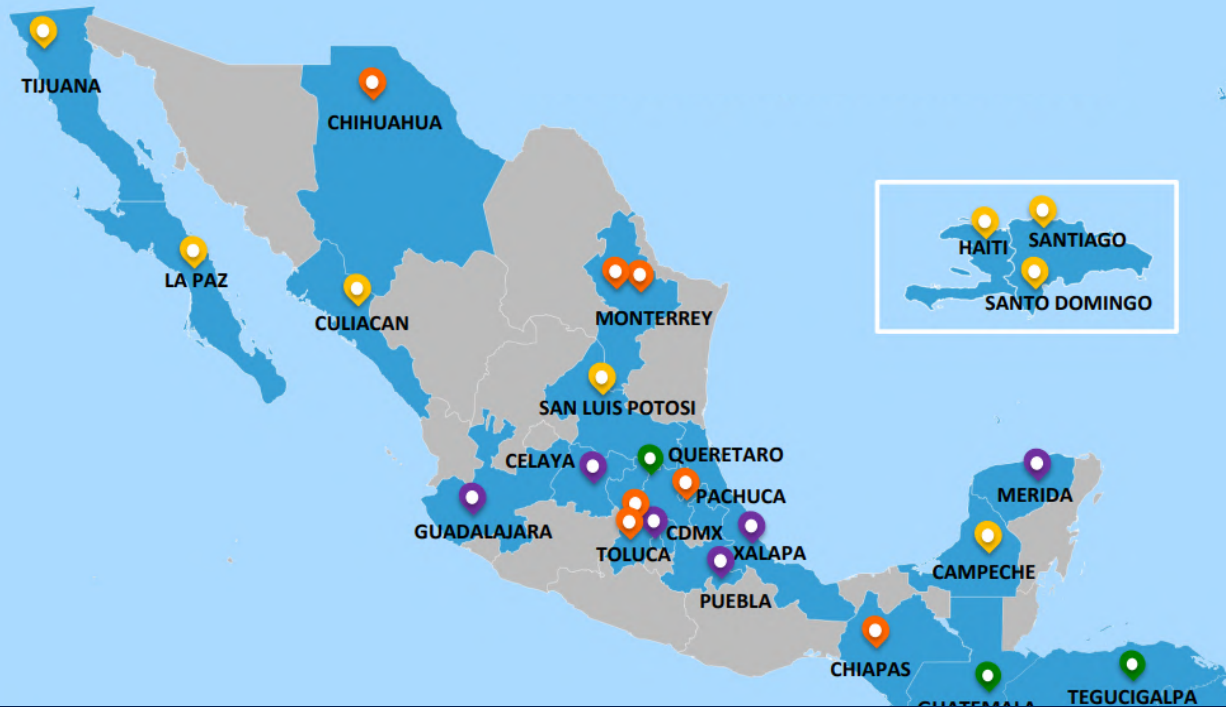 TIJUANA
CHIHUAHUA
LA PAZ
CULIACAN
MONTERREY
HAITI
SANTIAGO
SANTO DOMINGO
SAN LUIS POTOSI
CELAYA
QUERETARO
PACHUCA
MERIDA
GUADALAJARA
CDMX
TOLUCA
XALAPA
CAMPECHE
PUEBLA
CHIAPAS
TEGUCIGALPA
GUATEMALA